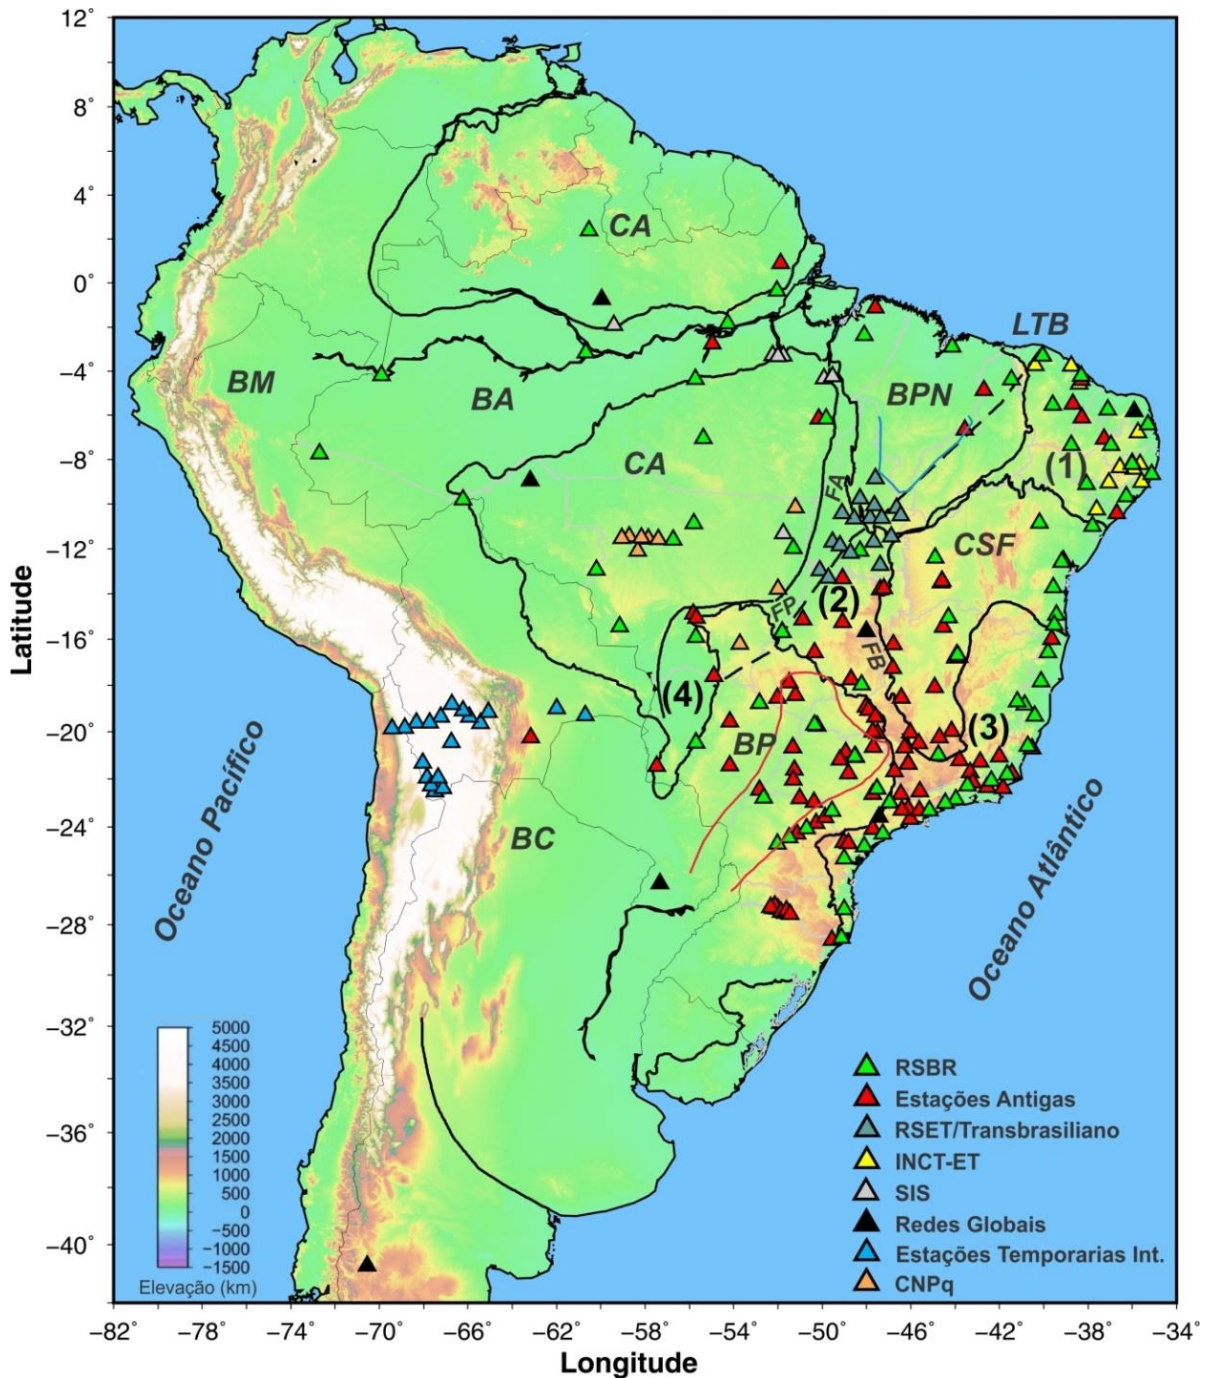 12°
8°
4°
0°
−4°
−8°
−12°
−16°
−20°
−24°
−28°
−32°
−36°
−40°
Latitude
CA
LTB
BM
BA
BPN
CA
(1)
FA
CSF
FP
(2)
FB
(4)
(3)
BP
BC
Oceano Pacífico
Oceano Atlântico
5000
4500
4000
3500
3000
2500
2000
1500
1000
500
0
−500
−1000
−1500
Elevação (km)
RSBR
Estações Antigas
RSET/Transbrasiliano
INCT-ET
SIS
Redes Globais
Estações Temporarias Int.
CNPq
−82° −78° −74° −70° −66° −62° −58° −54° −50° −46° −42° −38° −34°
Longitude